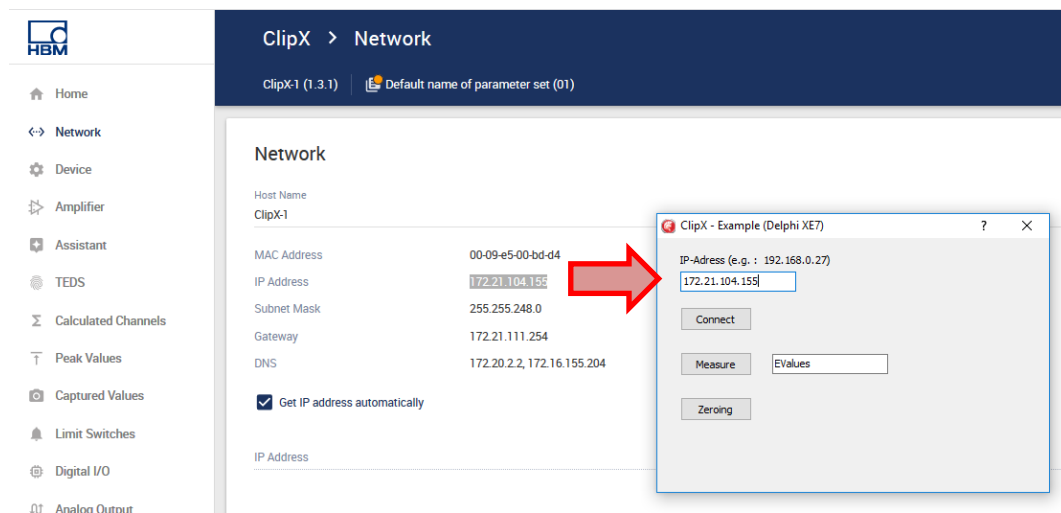 HBM
ClipX > Network
ClipX-1 (1.3.1)
Default name of parameter set (01)
Home
Network
Device
Amplifier
Assistant
TEDS
Calculated Channels
Peak Values
Captured Values
Limit Switches
Digital I/O
Analog Output
Network
Host Name
ClipX-1
MAC Address 00-09-e5-00-bd-d4
IP Address 172.21.104.155
Subnet Mask 255.255.248.0
Gateway 172.21.111.254
DNS 172.20.2.2, 172.16.155.204
Get IP address automatically
IP Address
ClipX - Example (Delphi XE7) ?
IP-Adress (e.g. : 192.168.0.27)
172.21.104.155
Connect
Measure EValues
Zeroing